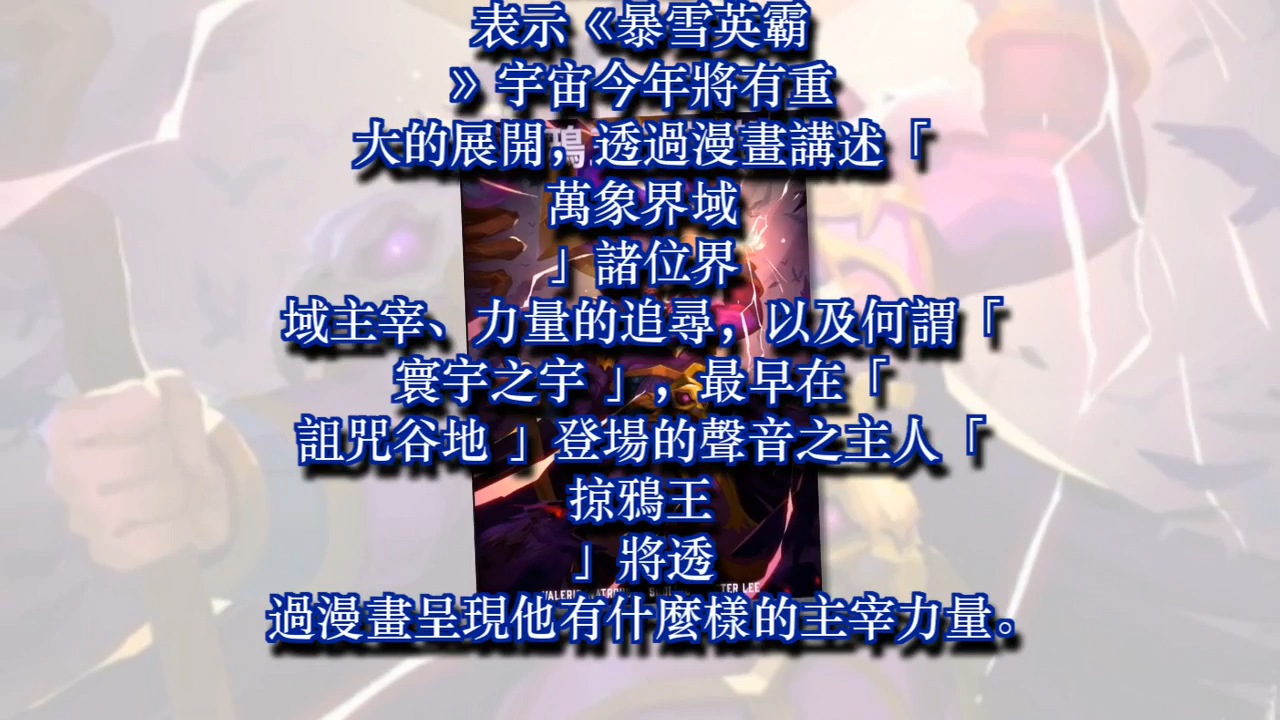 表示《暴雪英霸
》宇宙今年將有重
大的展開，透過漫畫講述「
萬象界域
」諸位界
域主宰、力量的追尋，以及何謂「
寰宇之宇 」，最早在「
詛咒谷地 」登場的聲音之主人「
掠鴉王
」將透
過漫畫呈現他有什麼樣的主宰力量。
TER LEE